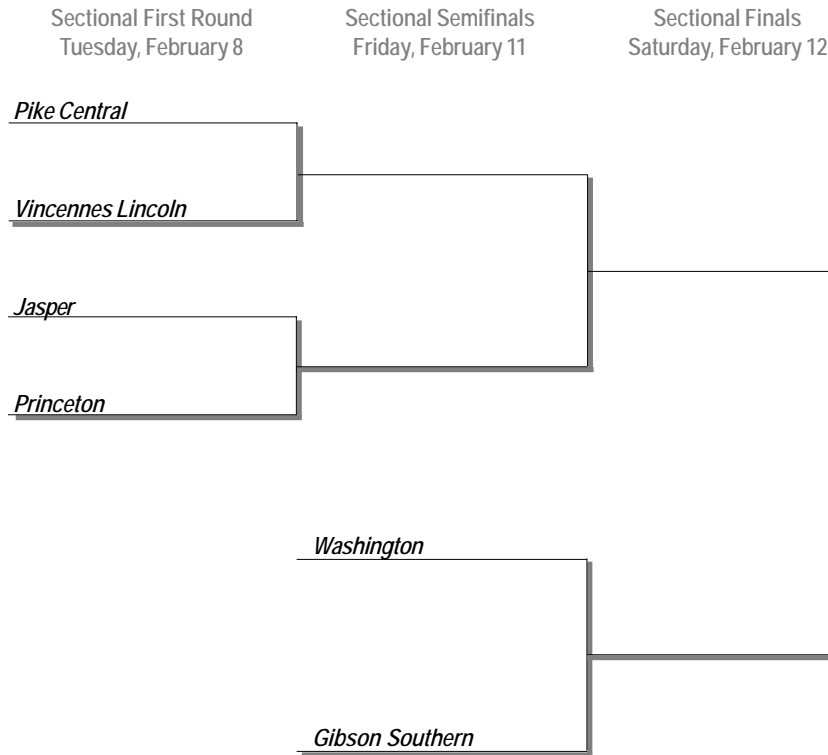 Sectional First Round
Tuesday, February 8
Sectional Semifinals
Friday, February 11
Sectional Finals
Saturday, February 12
Pike Central
Vincennes Lincoln
Jasper
Princeton
Washington
Gibson Southern